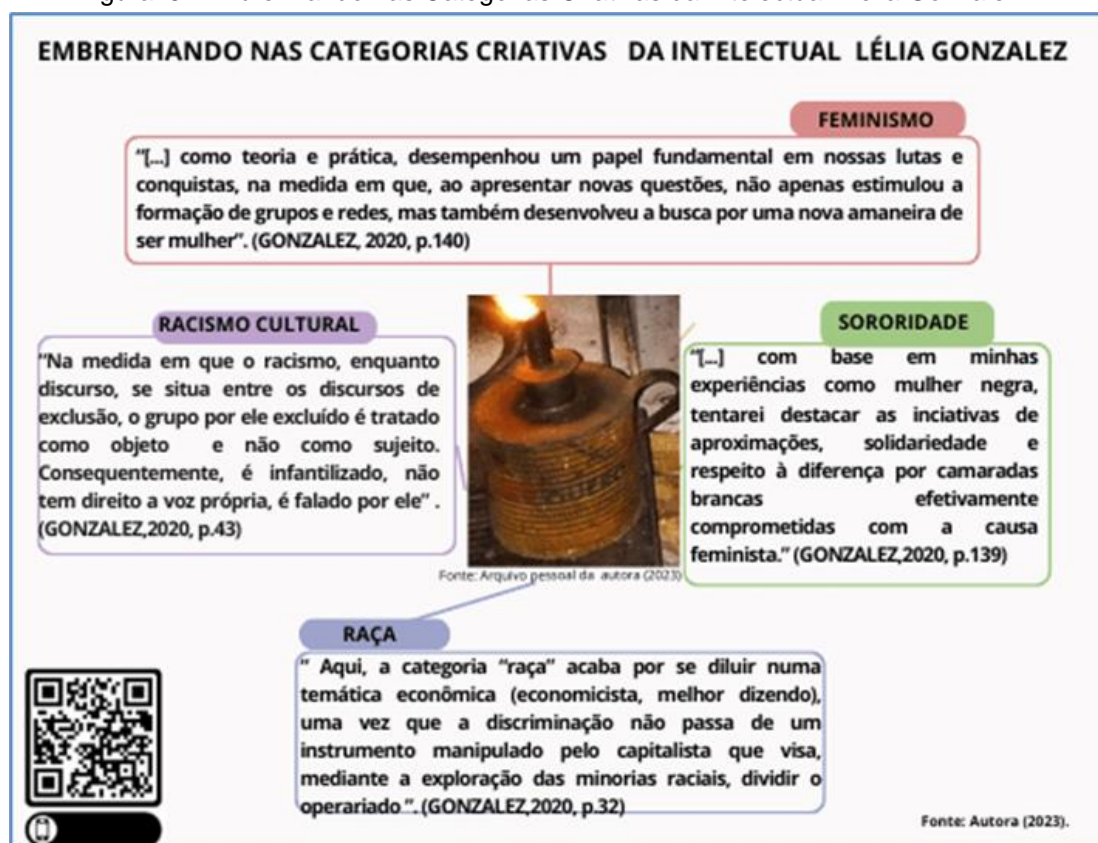 EMBRENHANDO NAS CATEGORIAS CRIATIVAS DA INTELECTUAL LÉLIA GONZALEZ
FEMINISMO
“[...] como teoria e prática, desempenhou um papel fundamental em nossas lutas e
conquistas, na medida em que, ao apresentar novas questões, não apenas estimulou a
formação de grupos e redes, mas também desenvolveu a busca por uma nova amaneira de
ser mulher”. (GONZALEZ, 2020, p.140)
RACISMO CULTURAL
“Na medida em que o racismo, enquanto
discurso, se situa entre os discursos de
exclusão, o grupo por ele excluído é tratado
como objeto e não como sujeito.
Consequentemente, é infantilizado, não
tem direito a voz própria, é falado por ele” .
(GONZALEZ,2020, p.43)
SORORIDADE
“[...] com base em minhas
experiências como mulher negra,
tentarei destacar as inciativas de
aproximações, solidariedade e
respeito à diferença por camaradas
brancas efetivamente
comprometidas com a causa
feminista.” (GONZALEZ,2020, p.139)
Fonte: Arquivo pessoal da autora (2023)
RAÇA
“ Aqui, a categoria “raça” acaba por se diluir numa
temática econômica (economicista, melhor dizendo),
uma vez que a discriminação não passa de um
instrumento manipulado pelo capitalista que visa,
mediante a exploração das minorias raciais, dividir o
operariado ”. (GONZALEZ,2020, p.32)
Fonte: Autora (2023).